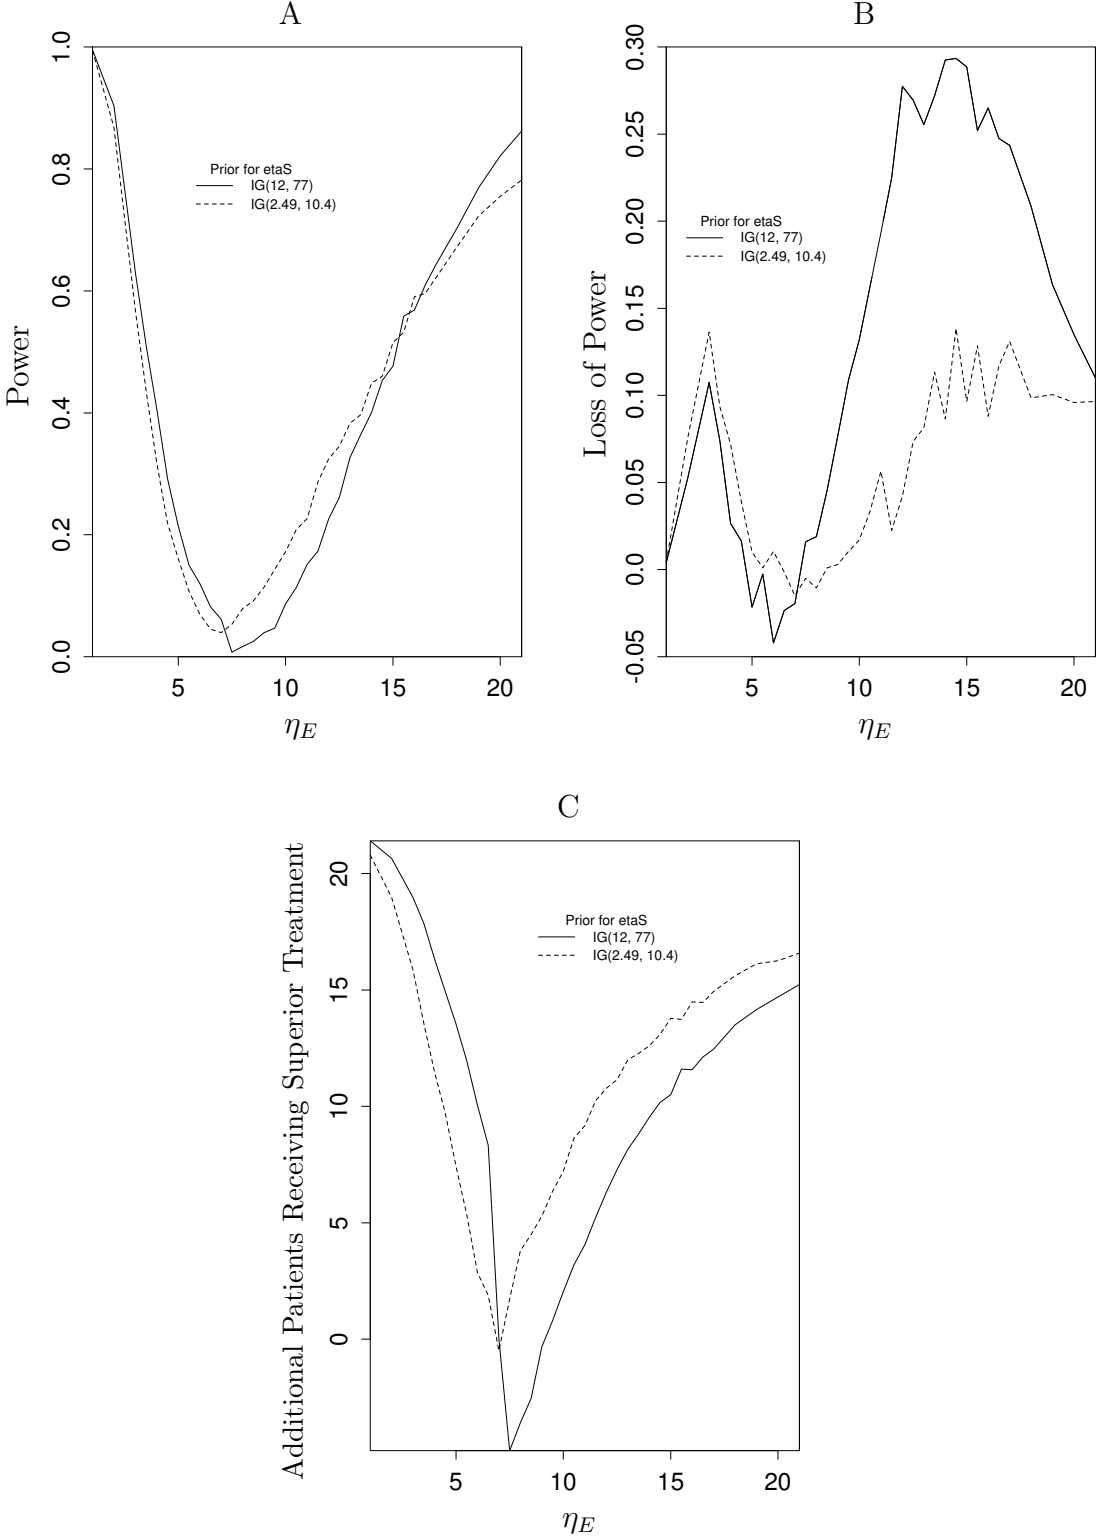 A
Power
1.0
0.8
0.6
0.4
0.2
0.0
Prior for etaS
IG(12, 77)
IG(2.49, 10.4)
5 10 15 20
η_E
B
Loss of Power
0.30
0.25
0.20
0.15
0.10
0.05
0.0
-0.05
Prior for etaS
IG(12, 77)
IG(2.49, 10.4)
5 10 15 20
η_E
C
Additional Patients Receiving Superior Treatment
20
15
10
5
0
Prior for etaS
IG(12, 77)
IG(2.49, 10.4)
5 10 15 20
η_E